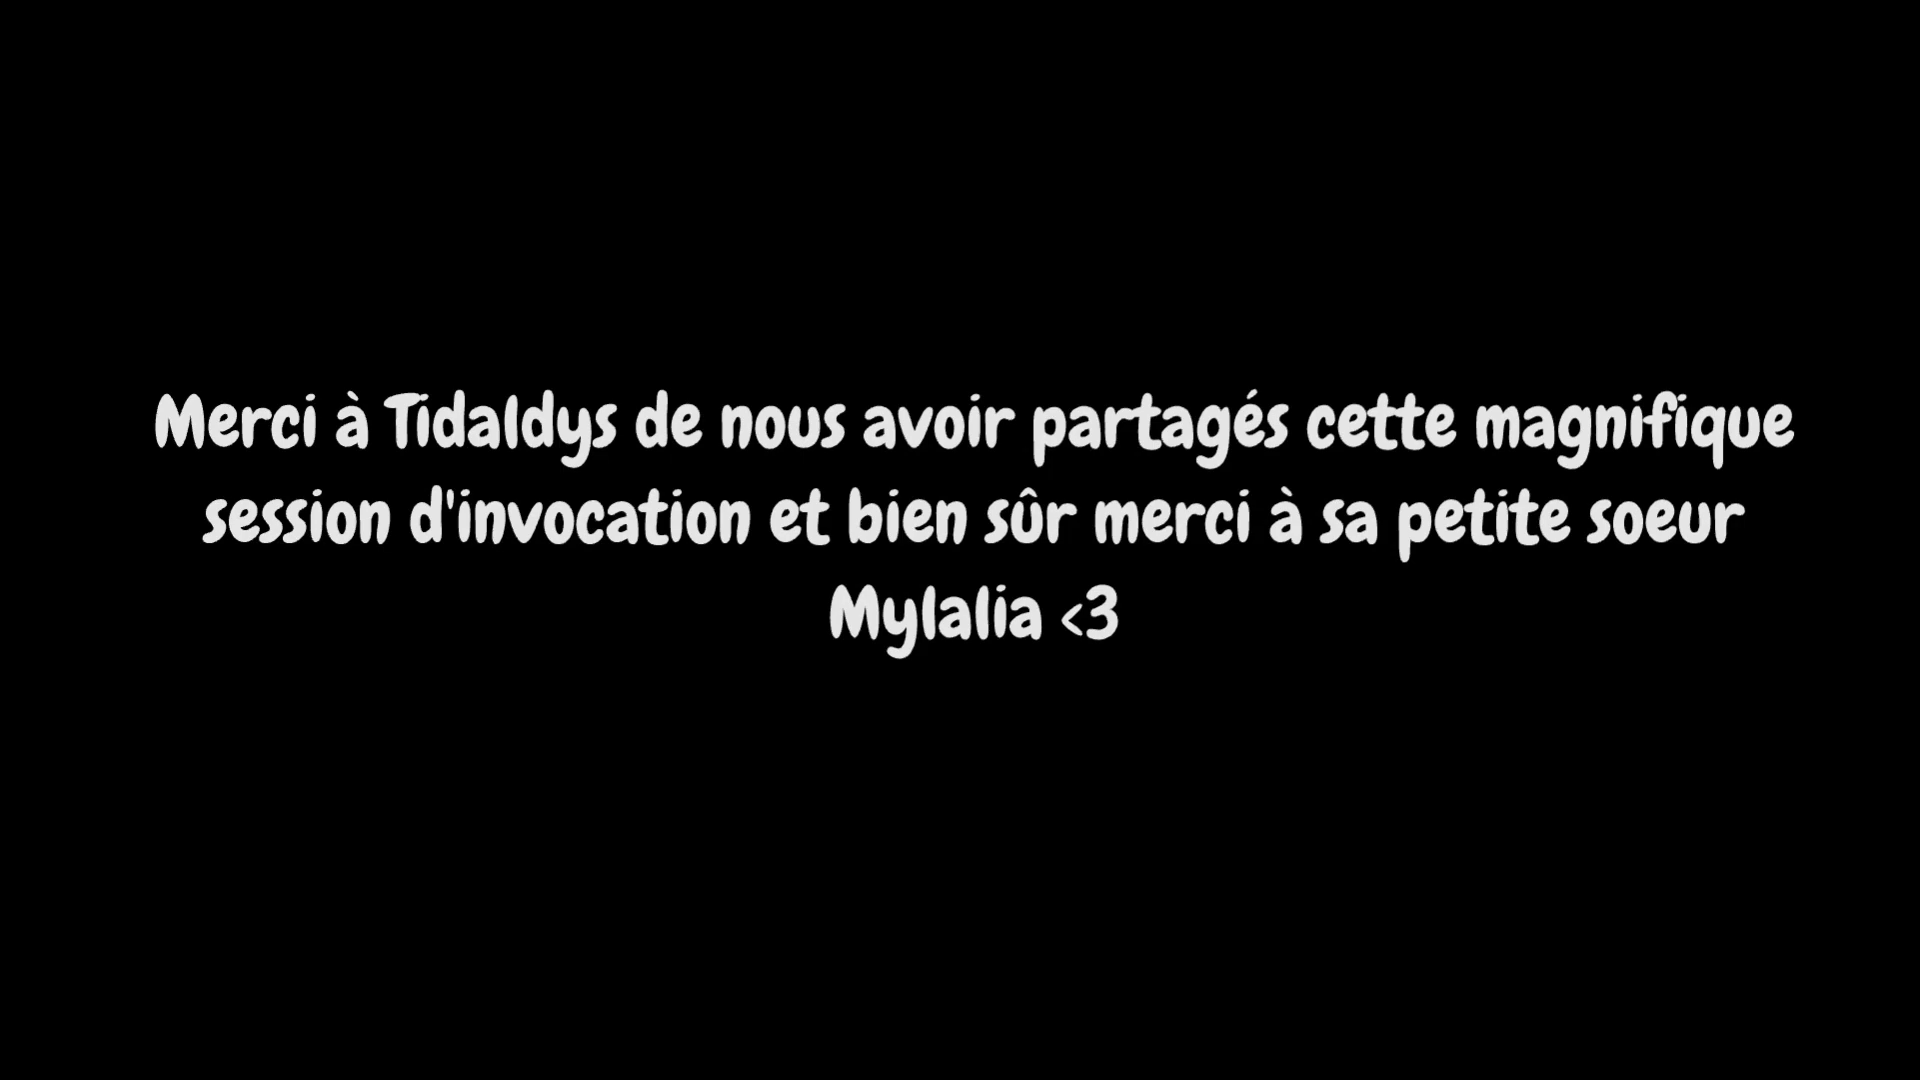 Merci à Tidaldys de nous avoir partagés cette magnifique
session d'invocation et bien sûr merci à sa petite soeur
Mylalia <3